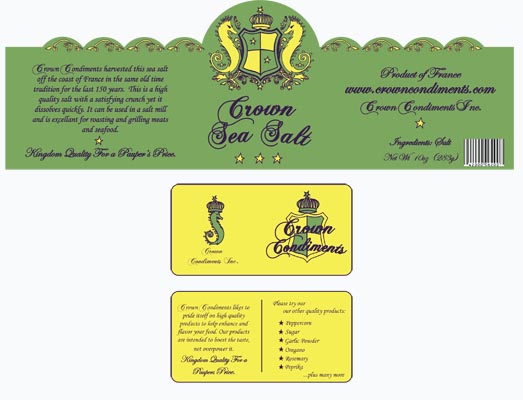 Crown Condiments harvested this sea salt
off the coast of France in the same old time
tradition for the last 150 years. This is a high
quality salt with a satisfying crunch yet it
dissolves quickly. It can be used in a salt mill
and is excellant for roasting and grilling meats
and seafood.
Kingdom Quality For a Pauper's Price.
Crown
Sea Salt
Product of France
www.crowncondiments.com
Crown Condiments Inc.
Ingredients: Salt
Net Wt 10oz (283g)
Crown
Condiments Inc.
Crown
Condiments
Crown Condiments likes to
pride itself on high quality
products to help enhance and
flavor your food. Our products
are intended to boost the taste,
not overpower it.
Kingdom Quality For a
Paupers Price.
Please try our
our other quality products:
Peppercorn
Sugar
Garlic Powder
Oregano
Rosemary
Paprika
...plus many more